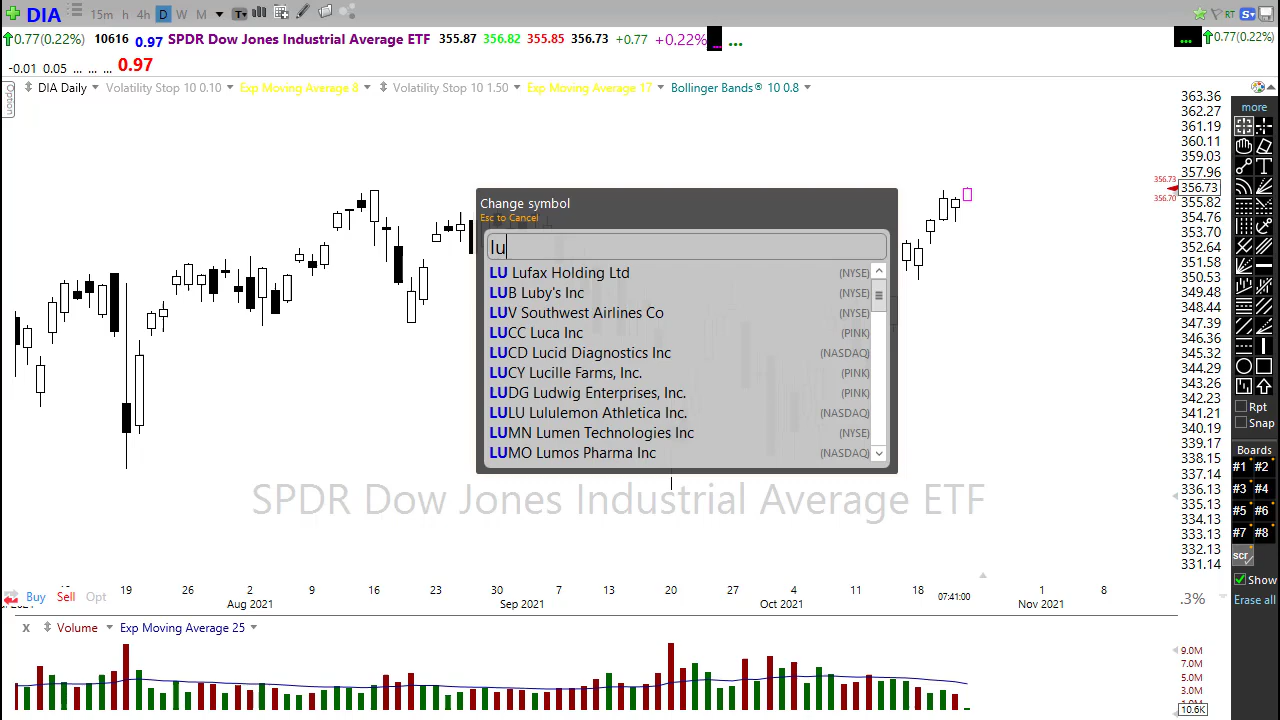 DIA 15m h 4h D W M T RT S
0.77(0.22%) 10616 0.97 SPDR Dow Jones Industrial Average ETF 355.87 356.82 355.85 356.73 +0.77 +0.22% ... ... ... 0.77(0.22%)
-0.01 0.05 ... ... ... 0.97
Option
DIA Daily Volatility Stop 10 0.10 Exp Moving Average 8 Volatility Stop 10 1.50 Exp Moving Average 17 Bollinger Bands® 10 0.8
363.36
362.27
361.19
360.11
359.03
357.96
356.73
356.73
356.70
355.82
354.76
353.70
352.64
351.58
350.53
349.48
348.44
347.39
346.35
345.32
344.29
343.26
342.23
341.21
340.19
339.17
338.15
337.14
336.13
335.13
334.13
333.13
332.13
331.14
more
T
Rpt
Snap
Boards
#1 #2
#3 #4
#5 #6
#7 #8
scr
Show
Erase all
Change symbol
Esc to Cancel
lu
LU Lufax Holding Ltd (NYSE)
LUB Luby's Inc (NYSE)
LUV Southwest Airlines Co (NYSE)
LUCC Luca Inc (PINK)
LUCD Lucid Diagnostics Inc (NASDAQ)
LUCY Lucille Farms, Inc. (PINK)
LUDG Ludwig Enterprises, Inc. (PINK)
LULU Lululemon Athletica Inc. (NASDAQ)
LUMN Lumen Technologies Inc (NYSE)
LUMO Lumos Pharma Inc (NASDAQ)
SPDR Dow Jones Industrial Average ETF
19 26 2 9 16 23 30 7 13 20 27 4 11 18 07:41:00 1 8
Buy Sell Opt .3%
Aug 2021 Sep 2021 Oct 2021 Nov 2021
x Volume Exp Moving Average 25
9.0M
7.0M
5.0M
3.0M
10.6K